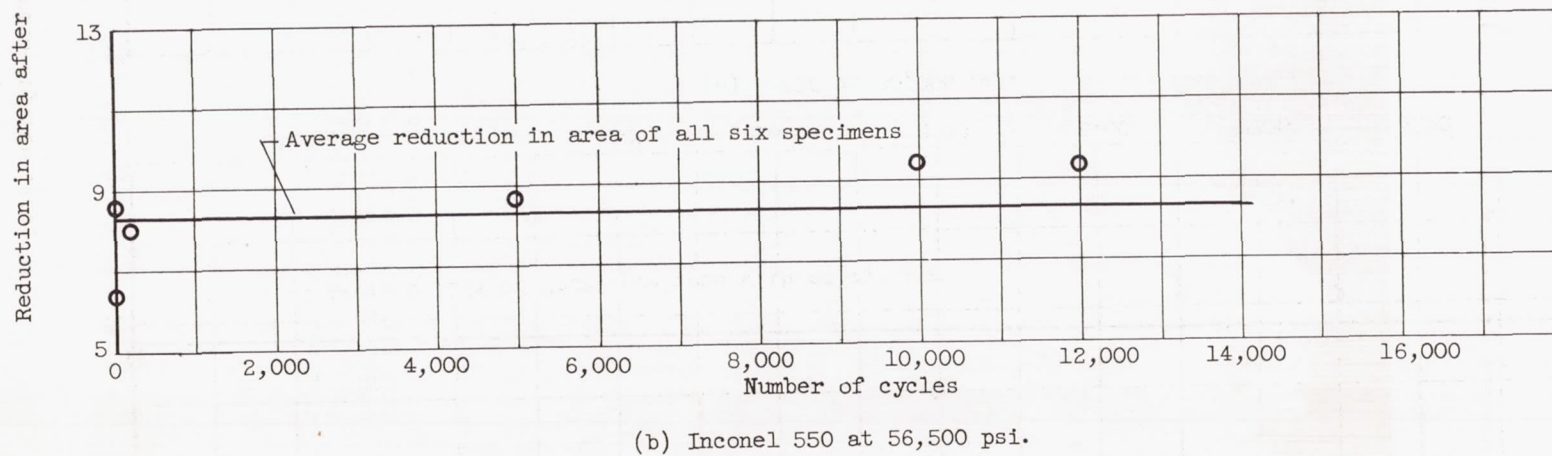 Reduction in area after
13
9
5
Average reduction in area of all six specimens
0 2,000 4,000 6,000 8,000 10,000 12,000 14,000 16,000
Number of cycles
(b) Inconel 550 at 56,500 psi.